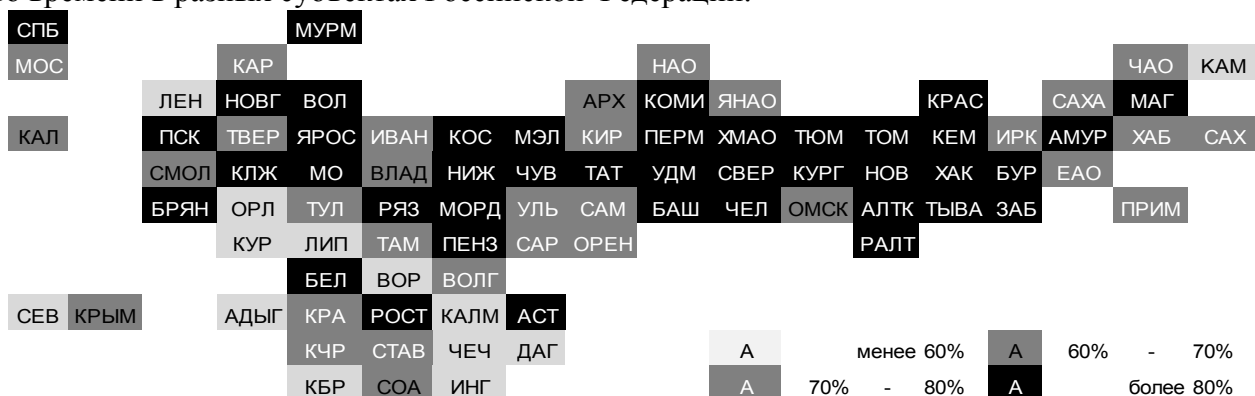 го времени в разных субъектах Российской Федерации.
СПБ МУРМ
МОС КАР НАО ЧАО КАМ
ЛЕН НОВГ ВОЛ АРХ КОМИ ЯНАО КРАС САХА МАГ
КАЛ ПСК ТВЕР ЯРОС ИВАН КОС МЭЛ КИР ПЕРМ ХМАО ТЮМ ТОМ КЕМ ИРК АМУР ХАБ САХ
СМОЛ КЛЖ МО ВЛАД НИЖ ЧУВ ТАТ УДМ СВЕР КУРГ НОВ ХАК БУР ЕАО
БРЯН ОРЛ ТУЛ РЯЗ МОРД УЛЬ САМ БАШ ЧЕЛ ОМСК АЛТК ТЫВА ЗАБ ПРИМ
КУР ЛИП ТАМ ПЕНЗ САР ОРЕН РАЛТ
БЕЛ ВОР ВОЛГ
СЕВ КРЫМ АДЫГ КРА РОСТ КАЛМ АСТ
КЧР СТАВ ЧЕЧ ДАГ А менее 60% А 60% - 70%
КБР СОА ИНГ А 70% - 80% А более 80%